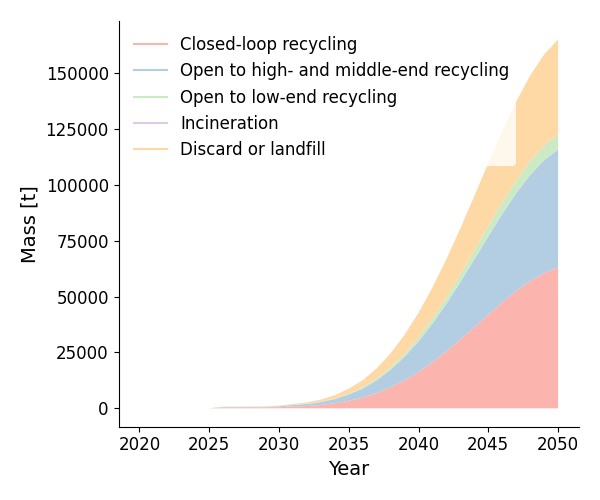 Closed-loop recycling
Open to high- and middle-end recycling
Open to low-end recycling
Incineration
Discard or landfill
Mass [t]
150000
125000
100000
75000
50000
25000
0
2020 2025 2030 2035 2040 2045 2050
Year